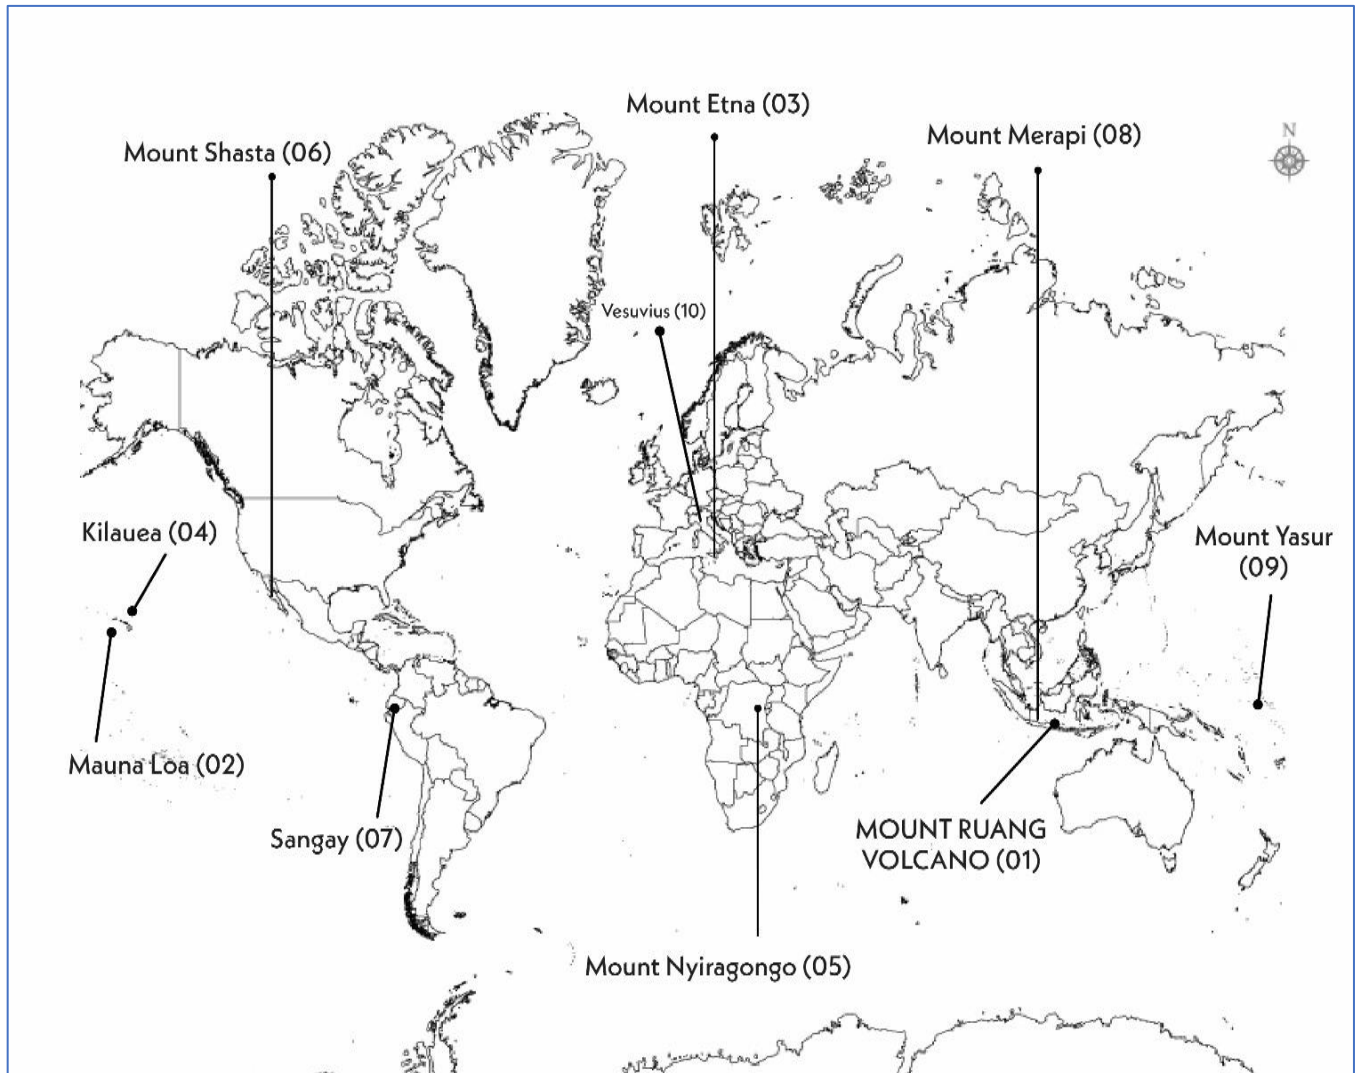 Mount Etna (03)
Mount Merapi (08)
N
Mount Shasta (06)
Vesuvius (10)
Kilauea (04)
Mount Yasur
(09)
Mauna Loa (02)
Sangay (07)
MOUNT RUANG
VOLCANO (01)
Mount Nyiragongo (05)